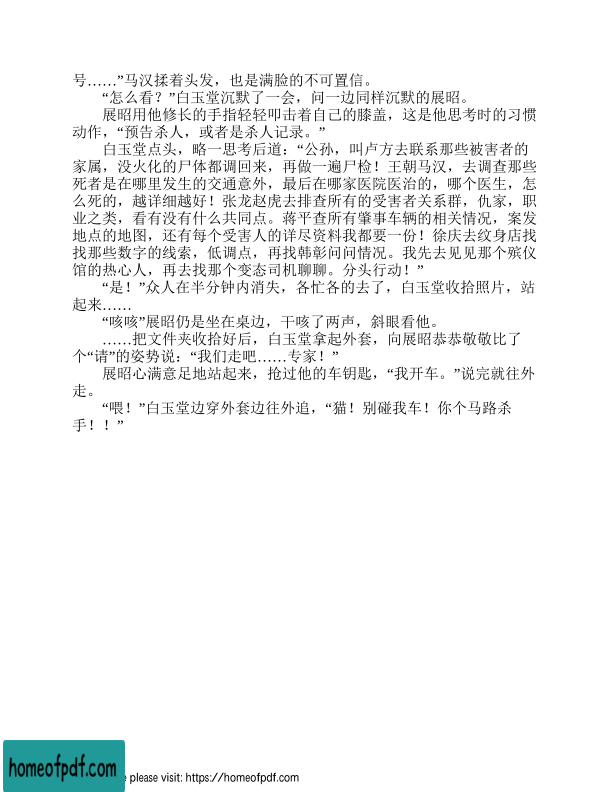 号……”马汉揉着头发，也是满脸的不可置信。
“怎么看？”白玉堂沉默了一会，问一边同样沉默的展昭。
展昭用他修长的手指轻轻叩击着自己的膝盖，这是他思考时的习惯
动作，“预告杀人，或者是杀人记录。”
白玉堂点头，略一思考后道：“公孙，叫卢方去联系那些被害者的
家属，没火化的尸体都调回来，再做一遍尸检！王朝马汉，去调查那些
死者是在哪里发生的交通意外，最后在哪家医院医治的，哪个医生，怎
么死的，越详细越好！张龙赵虎去排查所有的受害者关系群，仇家，职
业之类，看有没有什么共同点。蒋平查所有肇事车辆的相关情况，案发
地点的地图，还有每个受害人的详尽资料我都要一份！徐庆去纹身店找
找那些数字的线索，低调点，再找韩彰问问情况。我先去见见那个殡仪
馆的热心人，再去找那个变态司机聊聊。分头行动！”
“是！”众人在半分钟内消失，各忙各的去了，白玉堂收拾照片，站
起来……
“咳咳”展昭仍是坐在桌边，干咳了两声，斜眼看他。
……把文件夹收拾好后，白玉堂拿起外套，向展昭恭恭敬敬比了
个“请”的姿势说：“我们走吧……专家！”
展昭心满意足地站起来，抢过他的车钥匙，“我开车。”说完就往外
走。
“喂！”白玉堂边穿外套边往外追，“猫！别碰我车！你个马路杀
手！！”
homeofpdf.com
e please visit: https://homeofpdf.com